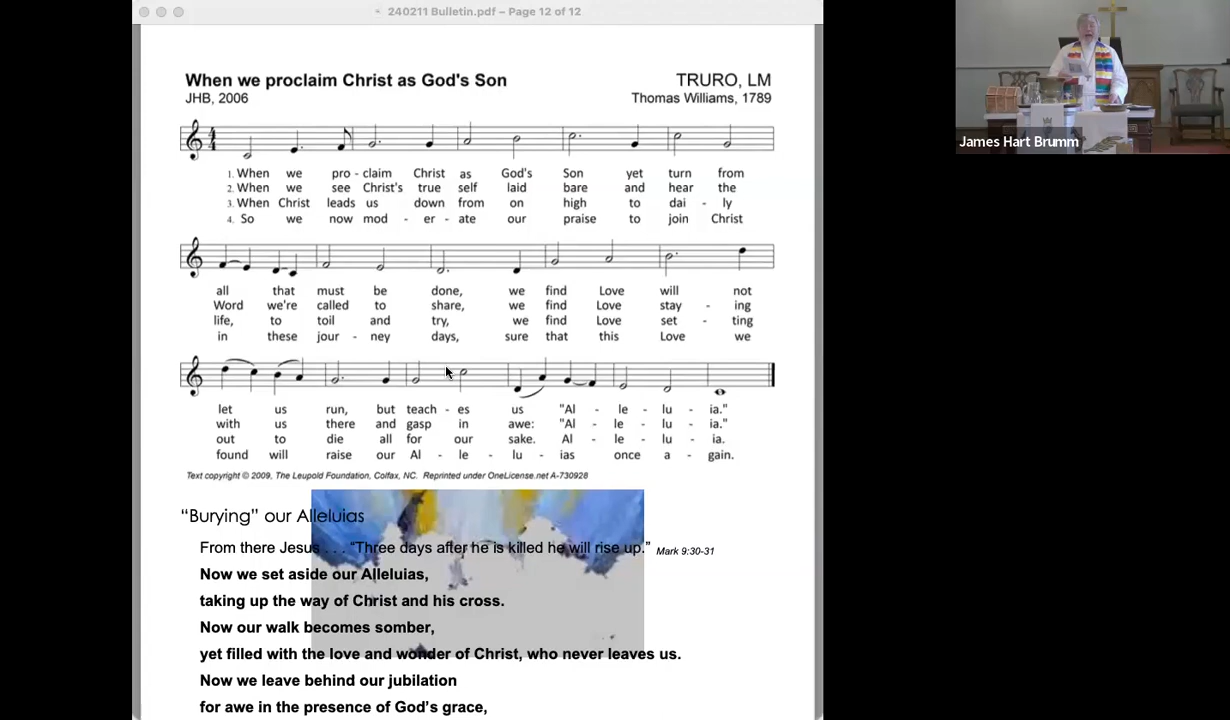 240211 Bulletin.pdf – Page 12 of 12
When we proclaim Christ as God's Son
TRURO, LM
JHB, 2006
Thomas Williams, 1789
1. When we pro - claim Christ as God's Son yet turn from
2. When we see Christ's true self laid bare and hear the
3. When Christ leads us down from on high to dai - ly
4. So we now mod - er - ate our praise to join Christ
all that must be done, we find Love will not
Word we're called to share, we find Love stay - ing
life, to toil and try, we find Love set - ting
in these jour - ney days, sure that this Love we
let us run, but teach - es us "Al - le - lu - ia."
with us there and gasp in awe: "Al - le - lu - ia."
out to die all for our sake. Al - le - lu - ia.
found will raise our Al - le - lu - ias once a - gain.
Text copyright © 2009, The Leupold Foundation, Colfax, NC. Reprinted under OneLicense.net A-730928
“Burying” our Alleluias
From there Jesus . . . “Three days after he is killed he will rise up.” Mark 9:30-31
Now we set aside our Alleluias,
taking up the way of Christ and his cross.
Now our walk becomes somber,
yet filled with the love and wonder of Christ, who never leaves us.
Now we leave behind our jubilation
for awe in the presence of God’s grace,
James Hart Brumm